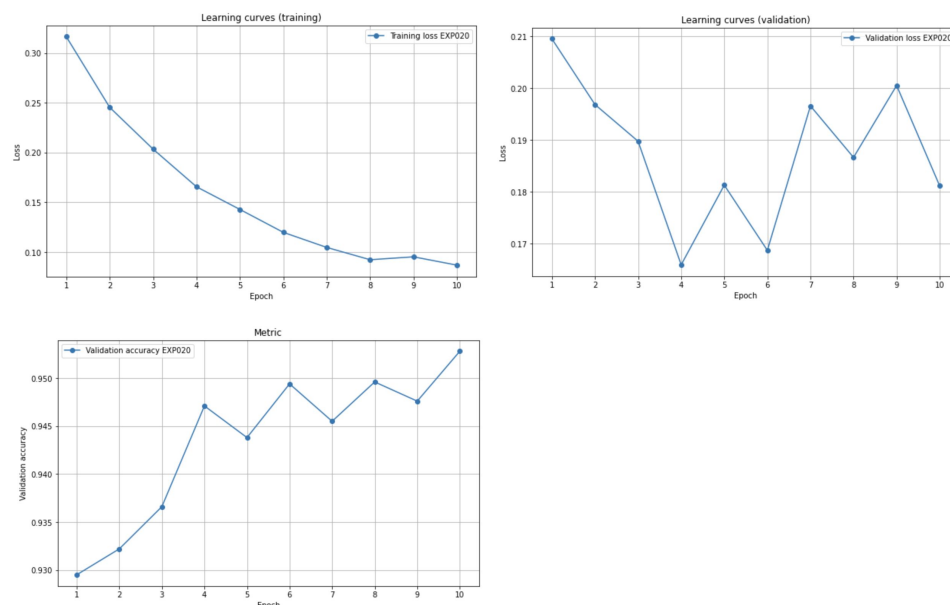 Learning curves (training)
Training loss EXP020
0.30
0.25
0.20
0.15
0.10
Loss
1 2 3 4 5 6 7 8 9 10
Epoch
Learning curves (validation)
Validation loss EXP020
0.21
0.20
0.19
0.18
0.17
Loss
1 2 3 4 5 6 7 8 9 10
Epoch
Metric
Validation accuracy EXP020
0.950
0.945
0.940
0.935
0.930
Validation accuracy
1 2 3 4 5 6 7 8 9 10
Epoch